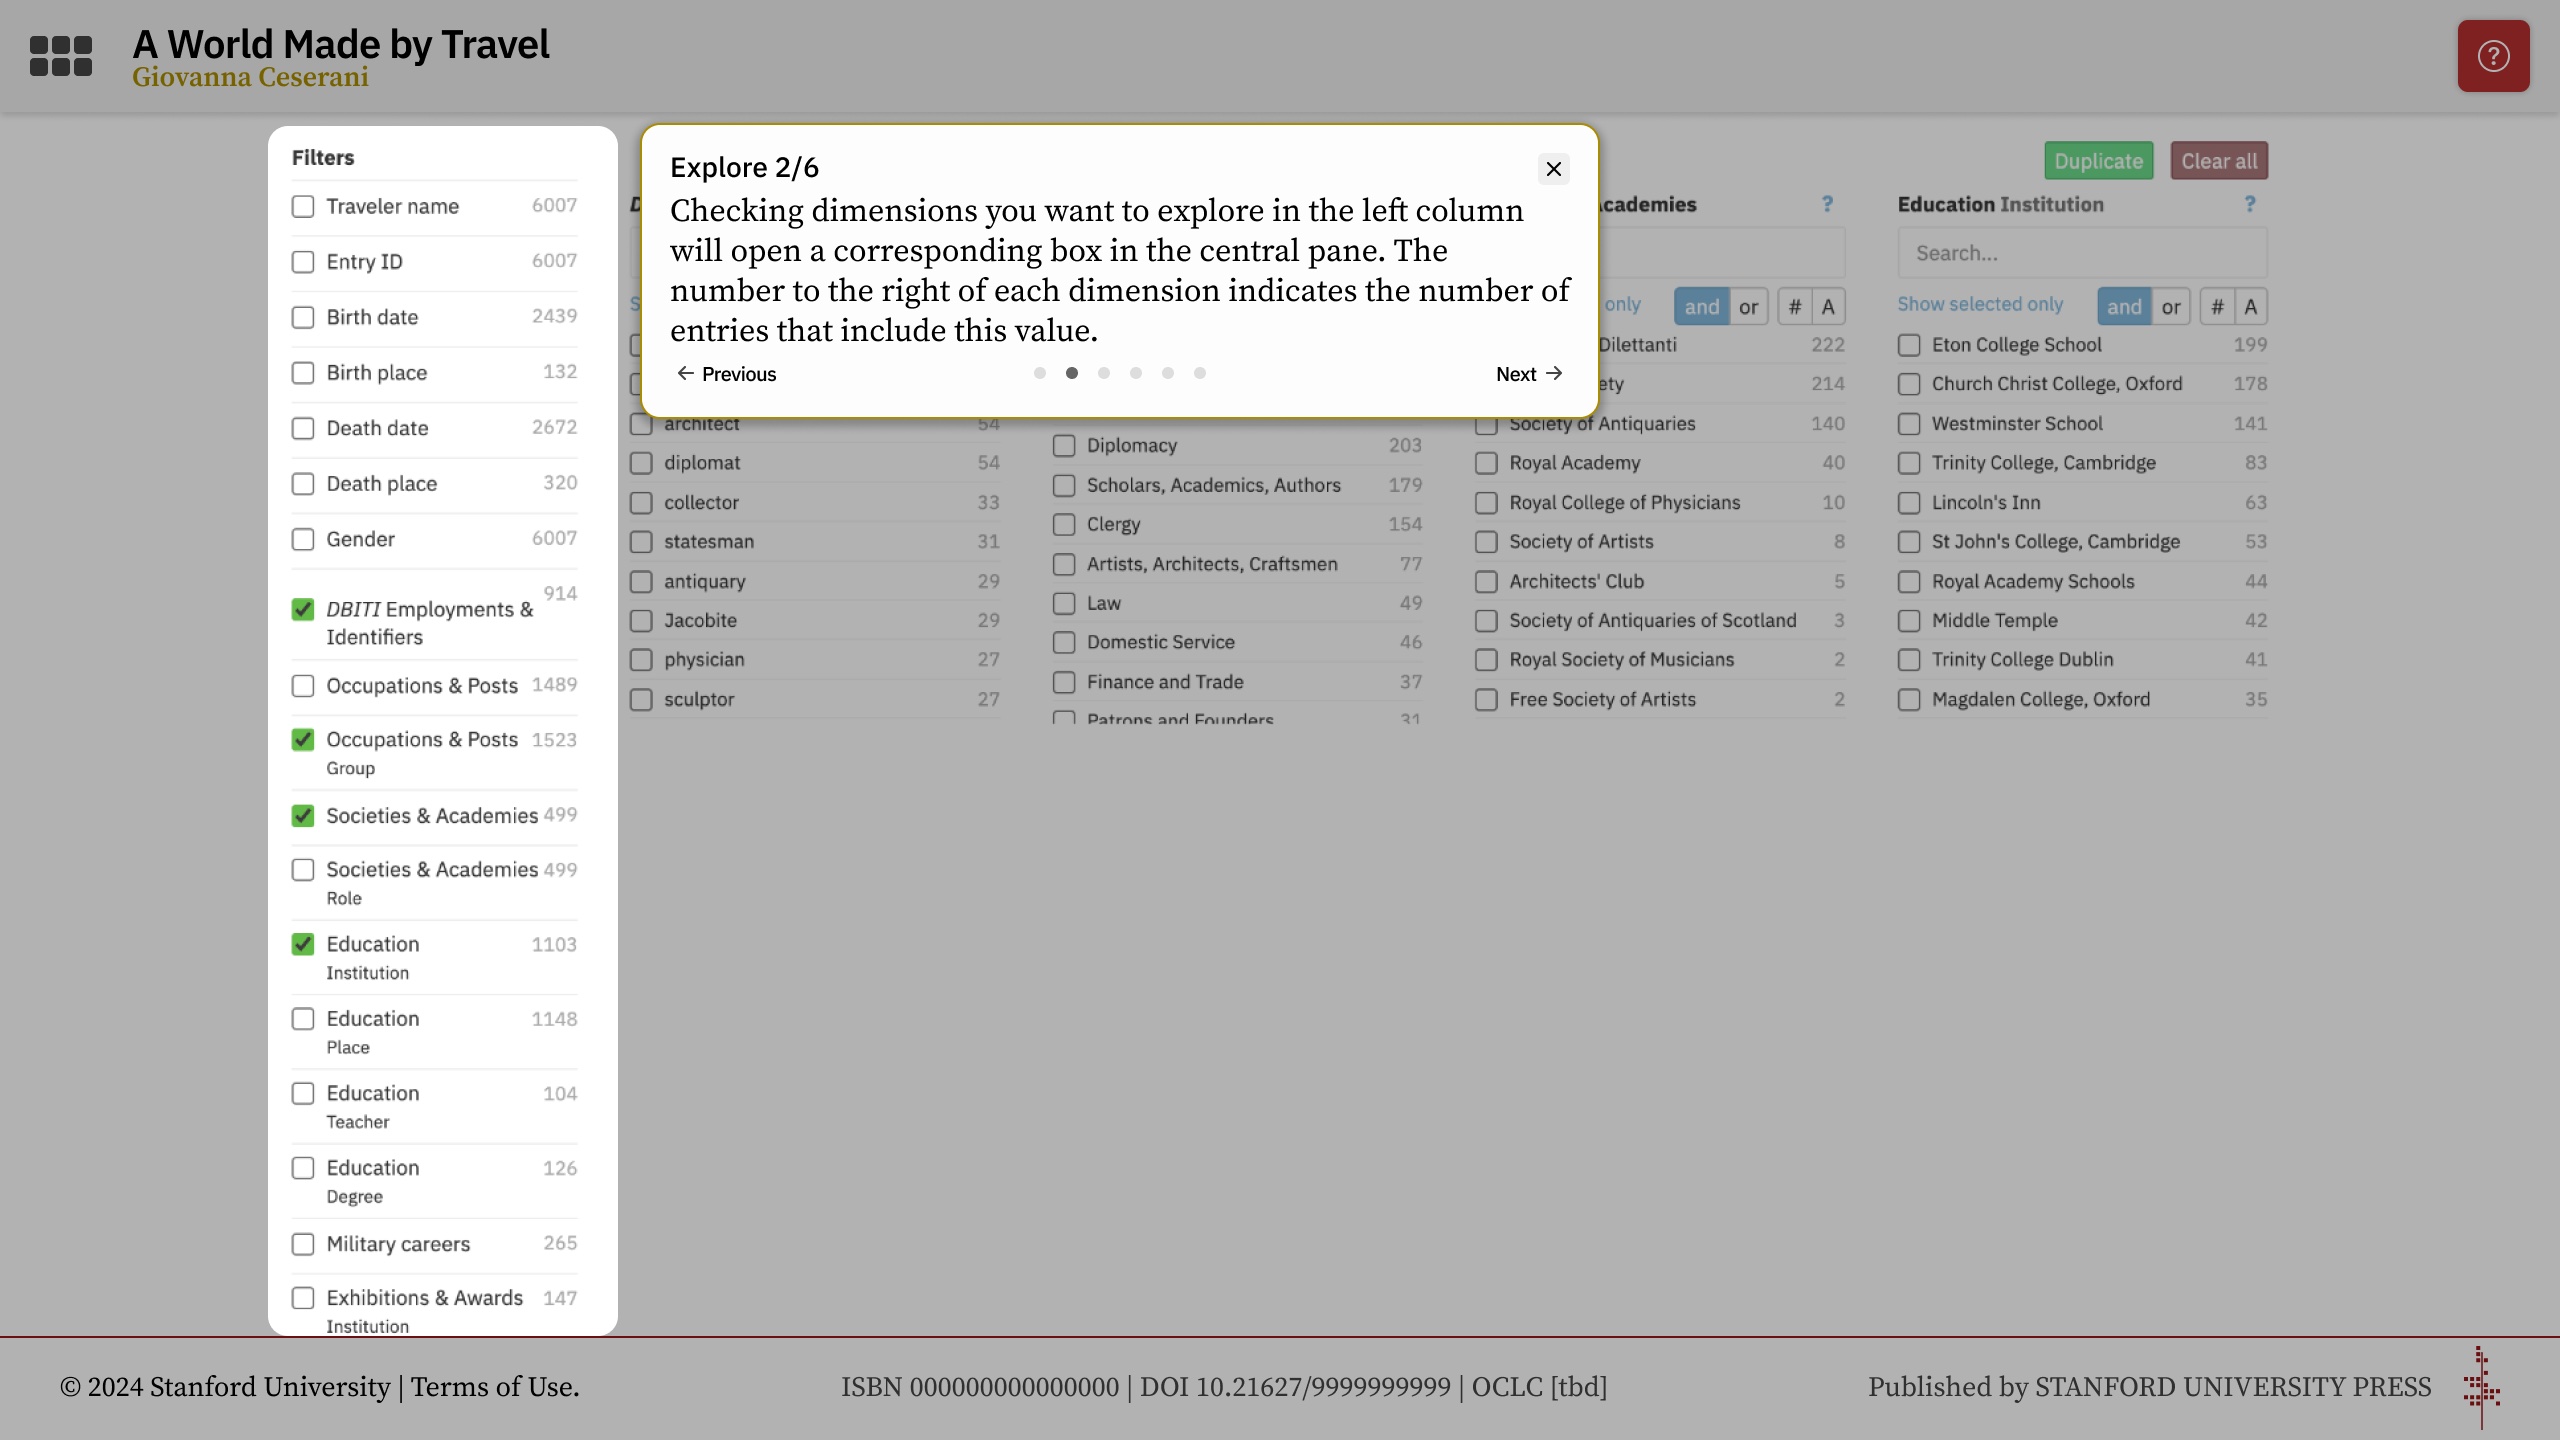 A World Made by Travel
Giovanna Ceserani
?
Filters
Traveler name 6007
Entry ID 6007
Birth date 2439
Birth place 132
Death date 2672
Death place 320
Gender 6007
DBITI Employments & 914
Identifiers
Occupations & Posts 1489
Occupations & Posts 1523
Group
Societies & Academies 499
Societies & Academies 499
Role
Education 1103
Institution
Education 1148
Place
Education 104
Teacher
Education 126
Degree
Military careers 265
Exhibitions & Awards 147
Institution
Explore 2/6
Checking dimensions you want to explore in the left column
will open a corresponding box in the central pane. The
number to the right of each dimension indicates the number of
entries that include this value.
← Previous
Next →
Duplicate
Clear all
architect 54
diplomat 54
collector 33
statesman 31
antiquary 29
Jacobite 29
physician 27
sculptor 27
Diplomacy 203
Scholars, Academics, Authors 179
Clergy 154
Artists, Architects, Craftsmen 77
Law 49
Domestic Service 46
Finance and Trade 37
Patrons and Founders 31
Academies ?
only and or # A
Dilettanti 222
214
Society of Antiquaries 140
Royal Academy 40
Royal College of Physicians 10
Society of Artists 8
Architects' Club 5
Society of Antiquaries of Scotland 3
Royal Society of Musicians 2
Free Society of Artists 2
Education Institution ?
Search...
Show selected only and or # A
Eton College School 199
Church Christ College, Oxford 178
Westminster School 141
Trinity College, Cambridge 83
Lincoln's Inn 63
St John's College, Cambridge 53
Royal Academy Schools 44
Middle Temple 42
Trinity College Dublin 41
Magdalen College, Oxford 35
© 2024 Stanford University | Terms of Use.
ISBN 000000000000000 | DOI 10.21627/9999999999 | OCLC [tbd]
Published by STANFORD UNIVERSITY PRESS